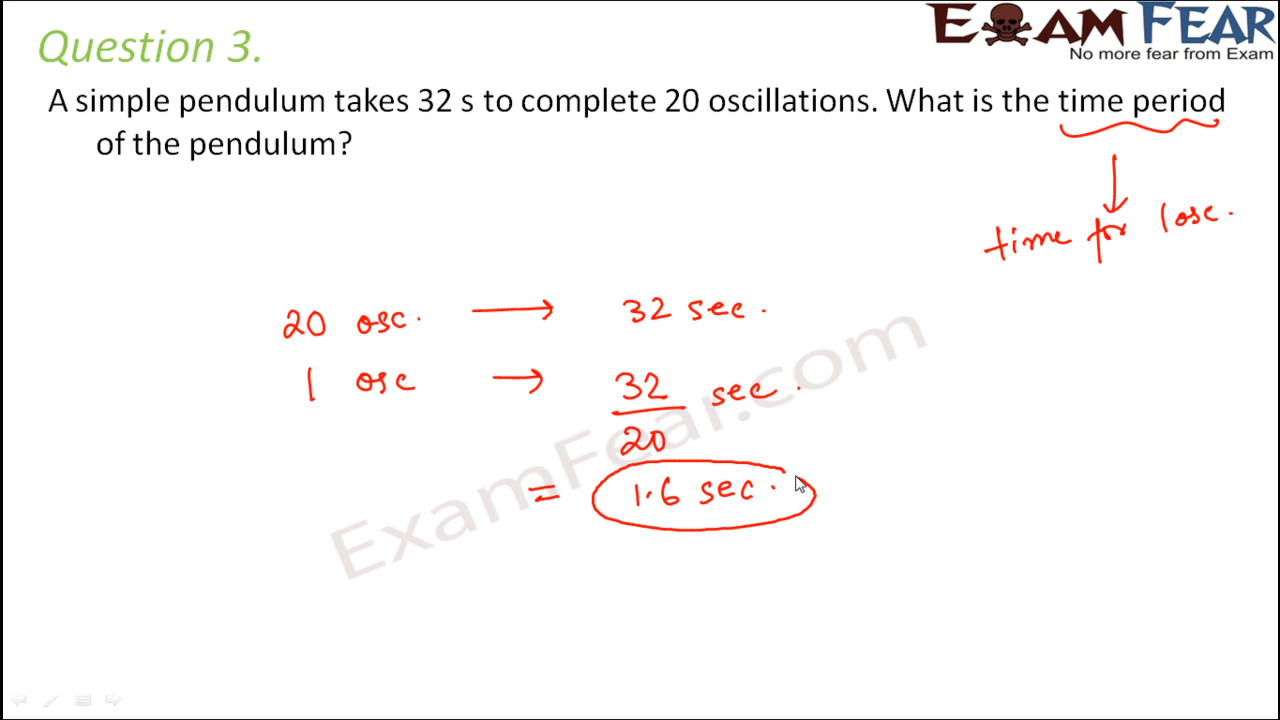 EXAM FEAR
No more fear from Exam
Question 3.
A simple pendulum takes 32 s to complete 20 oscillations. What is the time period
of the pendulum?
time for 1 osc.
20 osc. → 32 sec.
1 osc → 32/20 sec.
= 1.6 sec.
ExamFear.com